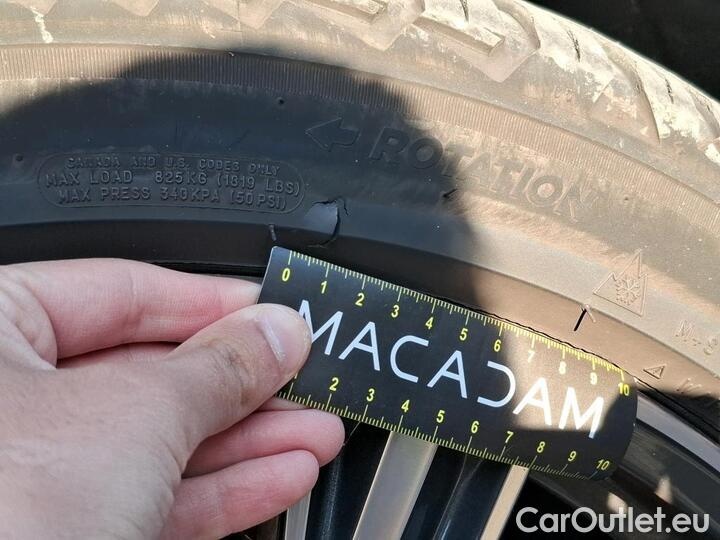 ROTATION
CANADA AND U.S. CODES ONLY
MAX LOAD 825KG (1819 LBS)
MAX PRESS 340KPA (50 PSI)
M+S
0 1 2 3 4 5 6 7 8 9 10
MACADAM
2 3 4 5 6 7 8 9 10
CarOutlet.eu